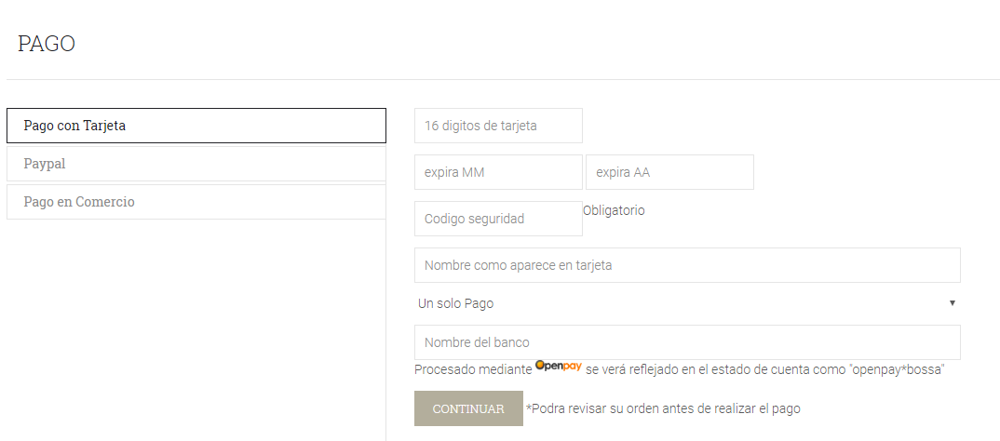 PAGO
Pago con Tarjeta
Paypal
Pago en Comercio
16 digitos de tarjeta
expira MM expira AA
Codigo seguridad Obligatorio
Nombre como aparece en tarjeta
Un solo Pago
Nombre del banco
Procesado mediante Openpay se verá reflejado en el estado de cuenta como "openpay*bossa"
CONTINUAR *Podra revisar su orden antes de realizar el pago